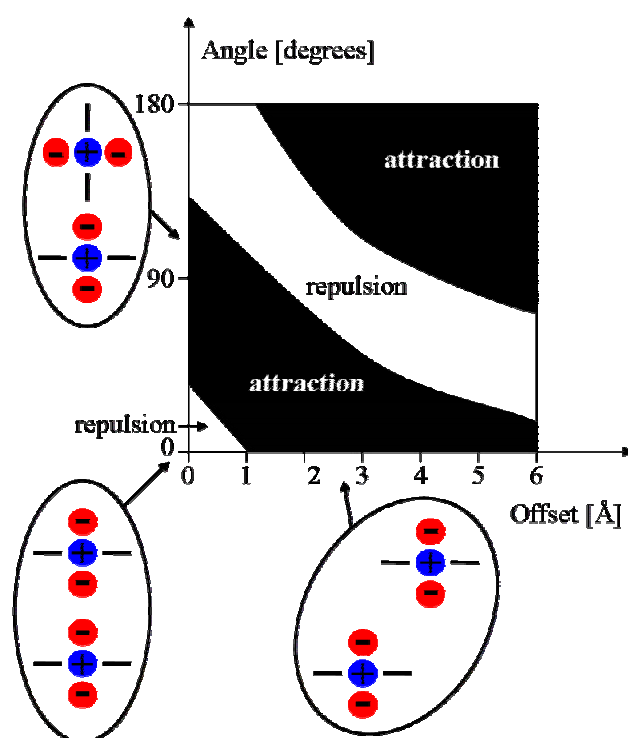 Angle [degrees]
180
attraction
90
repulsion
attraction
repulsion
0
0 1 2 3 4 5 6
Offset [Å]
− + −
−
+
−
−
+
−
−
+
−
−
+
−
−
+
−